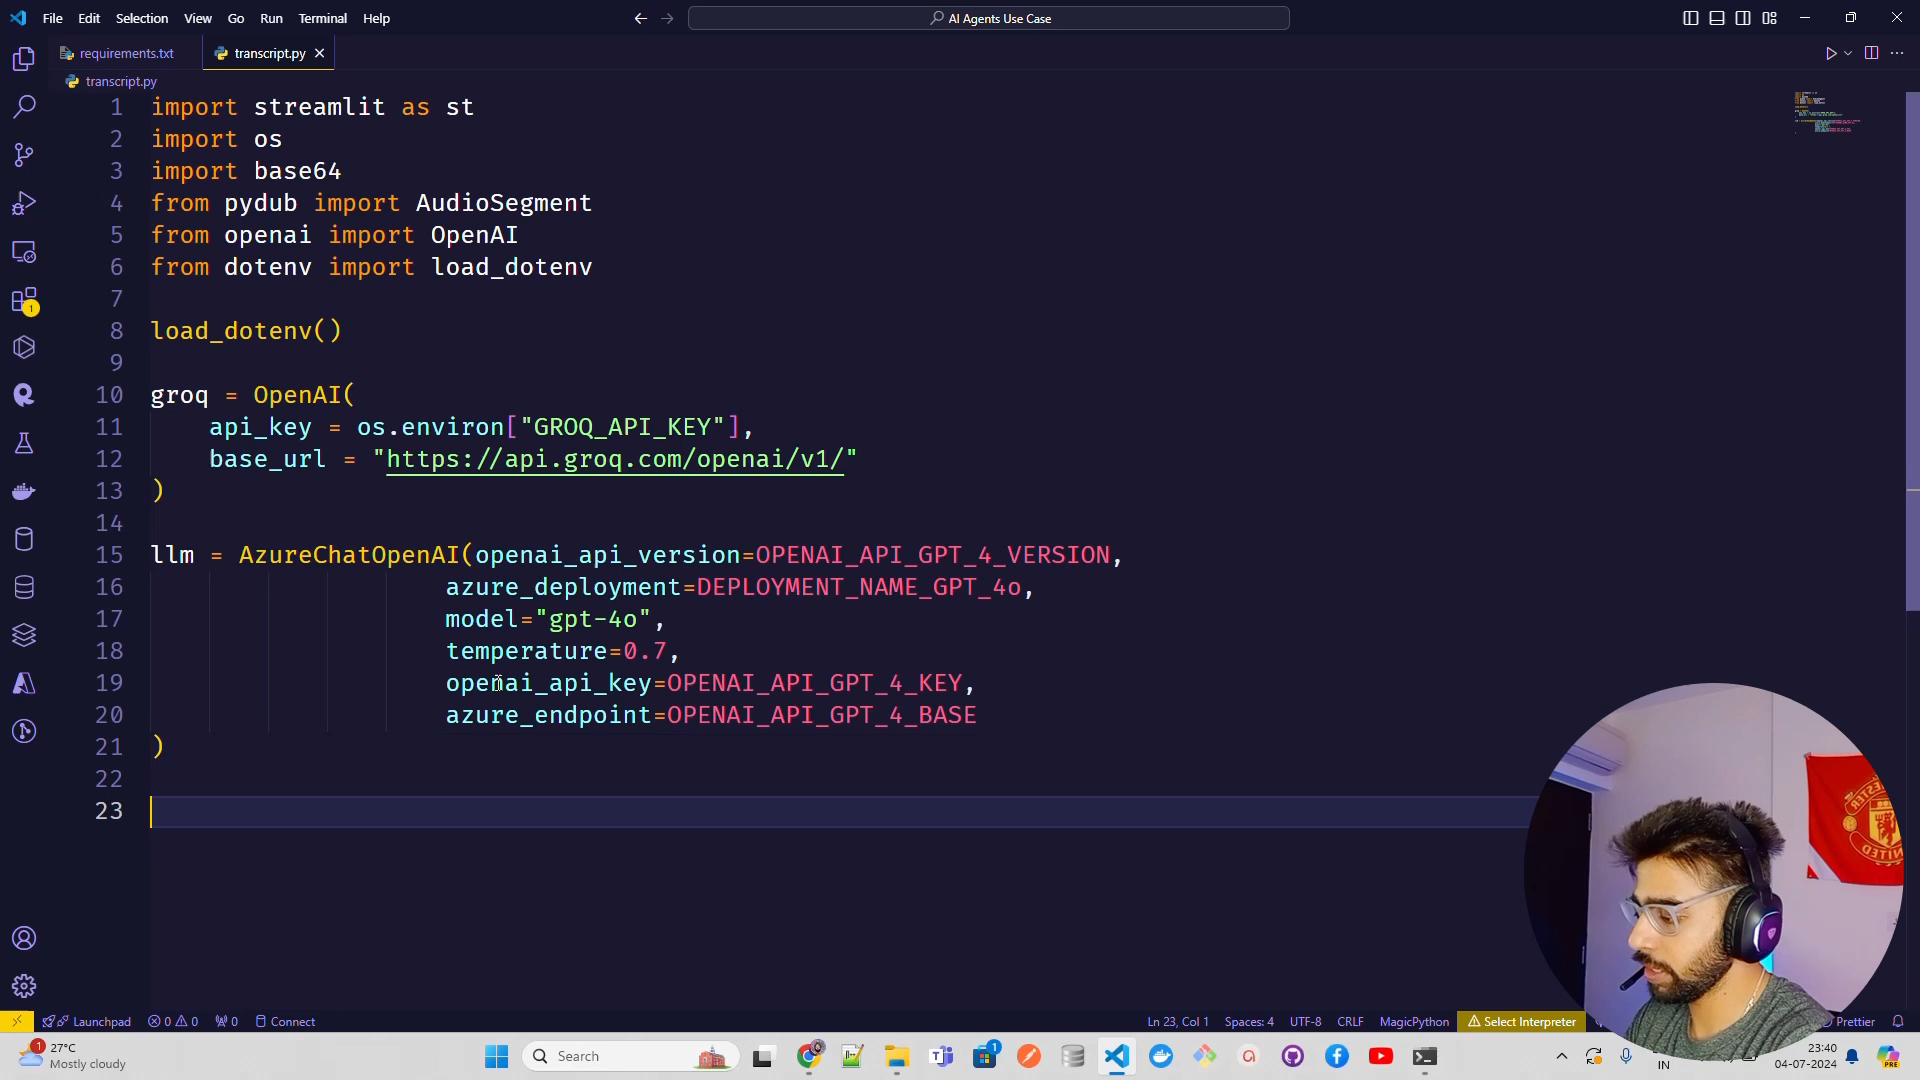 File Edit Selection View Go Run Terminal Help
AI Agents Use Case
requirements.txt
transcript.py
transcript.py
1 import streamlit as st
2 import os
3 import base64
4 from pydub import AudioSegment
5 from openai import OpenAI
6 from dotenv import load_dotenv
7
8 load_dotenv()
9
10 groq = OpenAI(
11 api_key = os.environ["GROQ_API_KEY"],
12 base_url = "https://api.groq.com/openai/v1/"
13 )
14
15 llm = AzureChatOpenAI(openai_api_version=OPENAI_API_GPT_4_VERSION,
16 azure_deployment=DEPLOYMENT_NAME_GPT_4o,
17 model="gpt-4o",
18 temperature=0.7,
19 openai_api_key=OPENAI_API_GPT_4_KEY,
20 azure_endpoint=OPENAI_API_GPT_4_BASE
21 )
22
23
1
MANCHESTER
UNITED
Launchpad 0 0 0 Connect
Ln 23, Col 1 Spaces: 4 UTF-8 CRLF MagicPython Select Interpreter Prettier
1
27°C
Mostly cloudy
Search
1
IN
23:40
04-07-2024
PRE